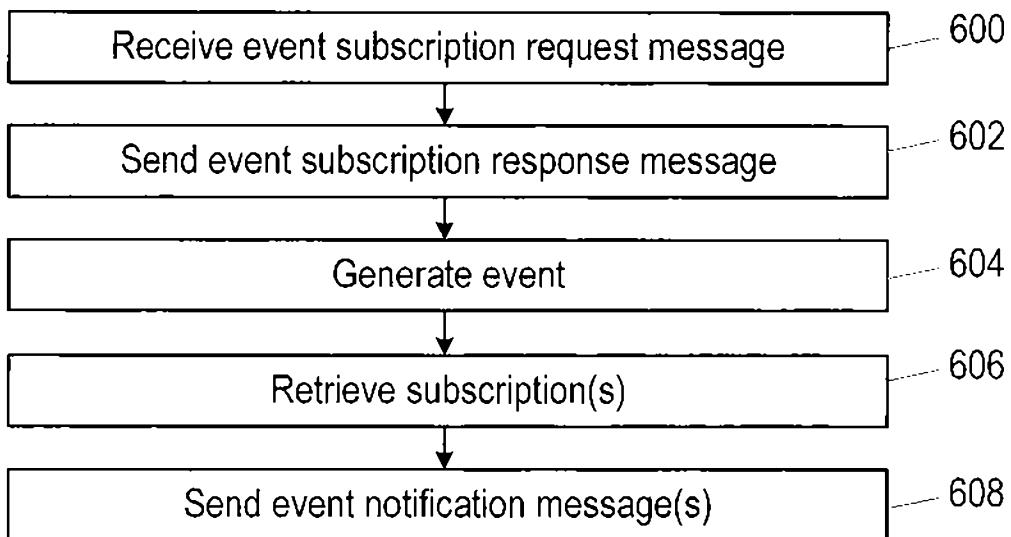 Receive event subscription request message
600
Send event subscription response message
602
Generate event
604
Retrieve subscription(s)
606
Send event notification message(s)
608